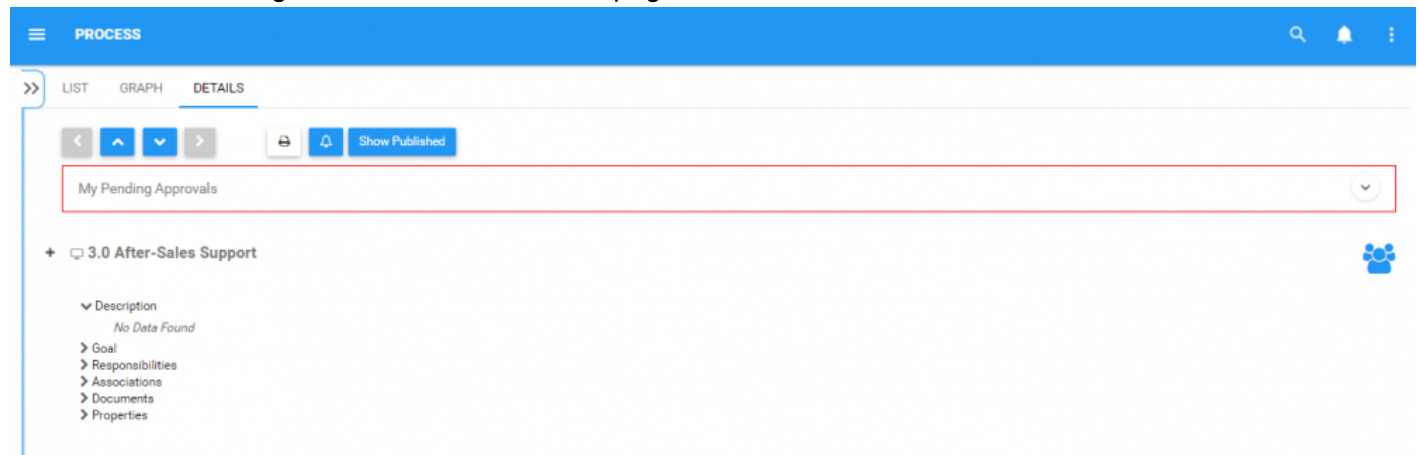 PROCESS
LIST GRAPH DETAILS
Show Published
My Pending Approvals
3.0 After-Sales Support
Description
No Data Found
Goal
Responsibilities
Associations
Documents
Properties